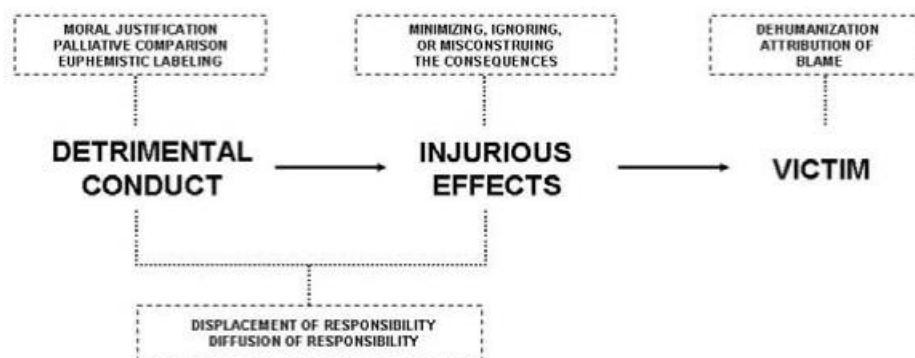 MORAL JUSTIFICATION
PALLIATIVE COMPARISON
EUPHEMISTIC LABELING
MINIMIZING, IGNORING,
OR MISCONSTRUING
THE CONSEQUENCES
DEHUMANIZATION
ATTRIBUTION OF
BLAME
DETRIMENTAL
CONDUCT
INJURIOUS
EFFECTS
VICTIM
DISPLACEMENT OF RESPONSIBILITY
DIFFUSION OF RESPONSIBILITY